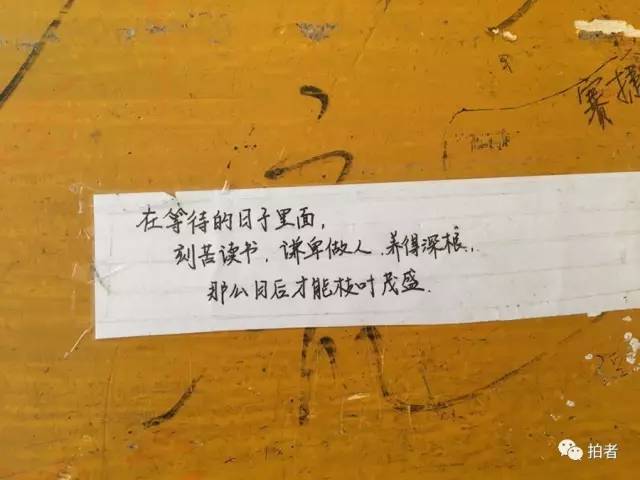 在等待的日子里面,
刻苦读书,谦卑做人,养得深根,
那么日后才能枝叶茂盛.
赛
拍者